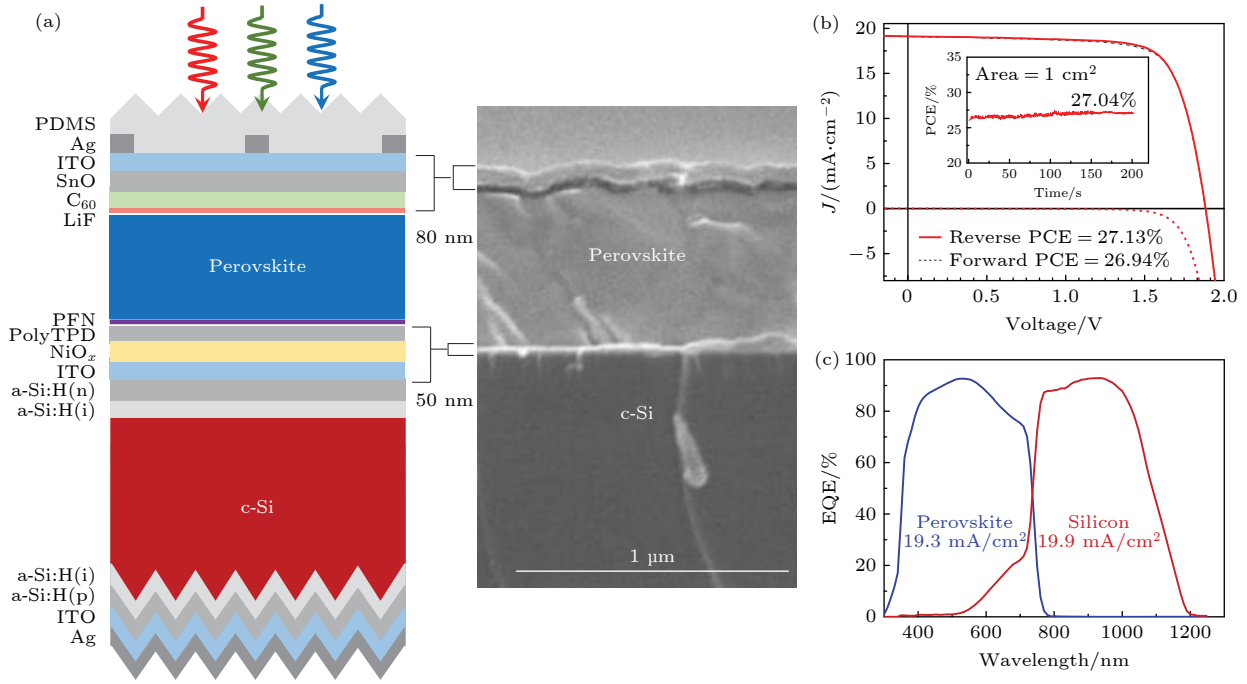 (a)
PDMS
Ag
ITO
SnO
C₆₀
LiF
Perovskite
PFN
PolyTPD
NiOₓ
ITO
a-Si:H(n)
a-Si:H(i)
c-Si
a-Si:H(i)
a-Si:H(p)
ITO
Ag
80 nm
50 nm
Perovskite
c-Si
1 µm
(b)
J/(mA·cm⁻²)
20
15
10
5
0
−5
0
0.5
1.0
1.5
2.0
Voltage/V
Area = 1 cm²
27.04%
PCE/%
35
30
25
20
0
50
100
150
200
Time/s
Reverse PCE = 27.13%
Forward PCE = 26.94%
(c)
EQE/%
100
80
60
40
20
0
400
600
800
1000
1200
Wavelength/nm
Perovskite
19.3 mA/cm²
Silicon
19.9 mA/cm²